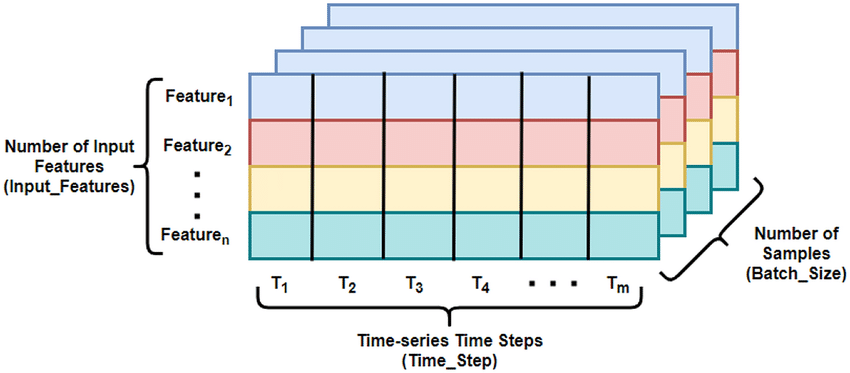 Feature1
Number of Input
Features
(Input_Features)
Feature2
Featuren
T1 T2 T3 T4 Tm
Number of
Samples
(Batch_Size)
Time-series Time Steps
(Time_Step)